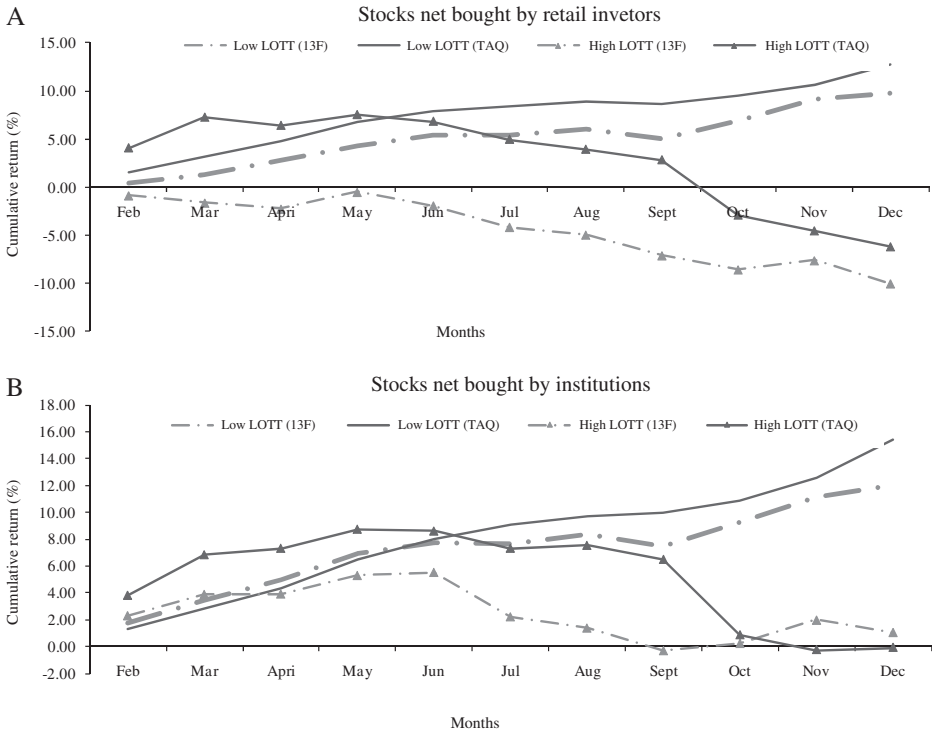 A
Stocks net bought by retail invetors
Low LOTT (13F) Low LOTT (TAQ) High LOTT (13F) High LOTT (TAQ)
15.00
10.00
5.00
0.00
-5.00
-10.00
-15.00
Cumulative return (%)
Feb Mar Apri May Jun Jul Aug Sept Oct Nov Dec
Months
B
Stocks net bought by institutions
Low LOTT (13F) Low LOTT (TAQ) High LOTT (13F) High LOTT (TAQ)
18.00
16.00
14.00
12.00
10.00
8.00
6.00
4.00
2.00
0.00
-2.00
Cumulative return (%)
Feb Mar Apri May Jun Jul Aug Sept Oct Nov Dec
Months